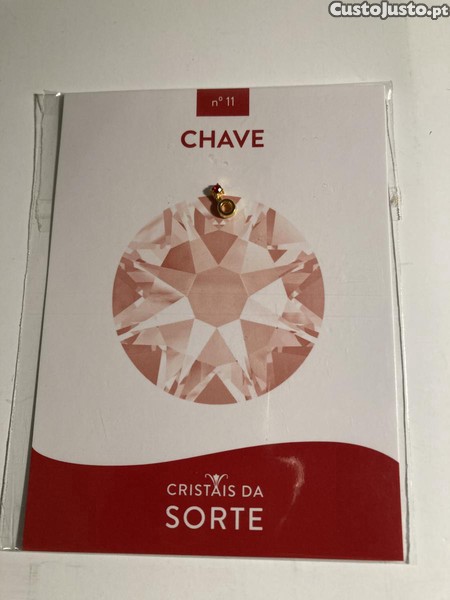 CustoJusto.pt
nº 11
CHAVE
CRISTAIS DA
SORTE